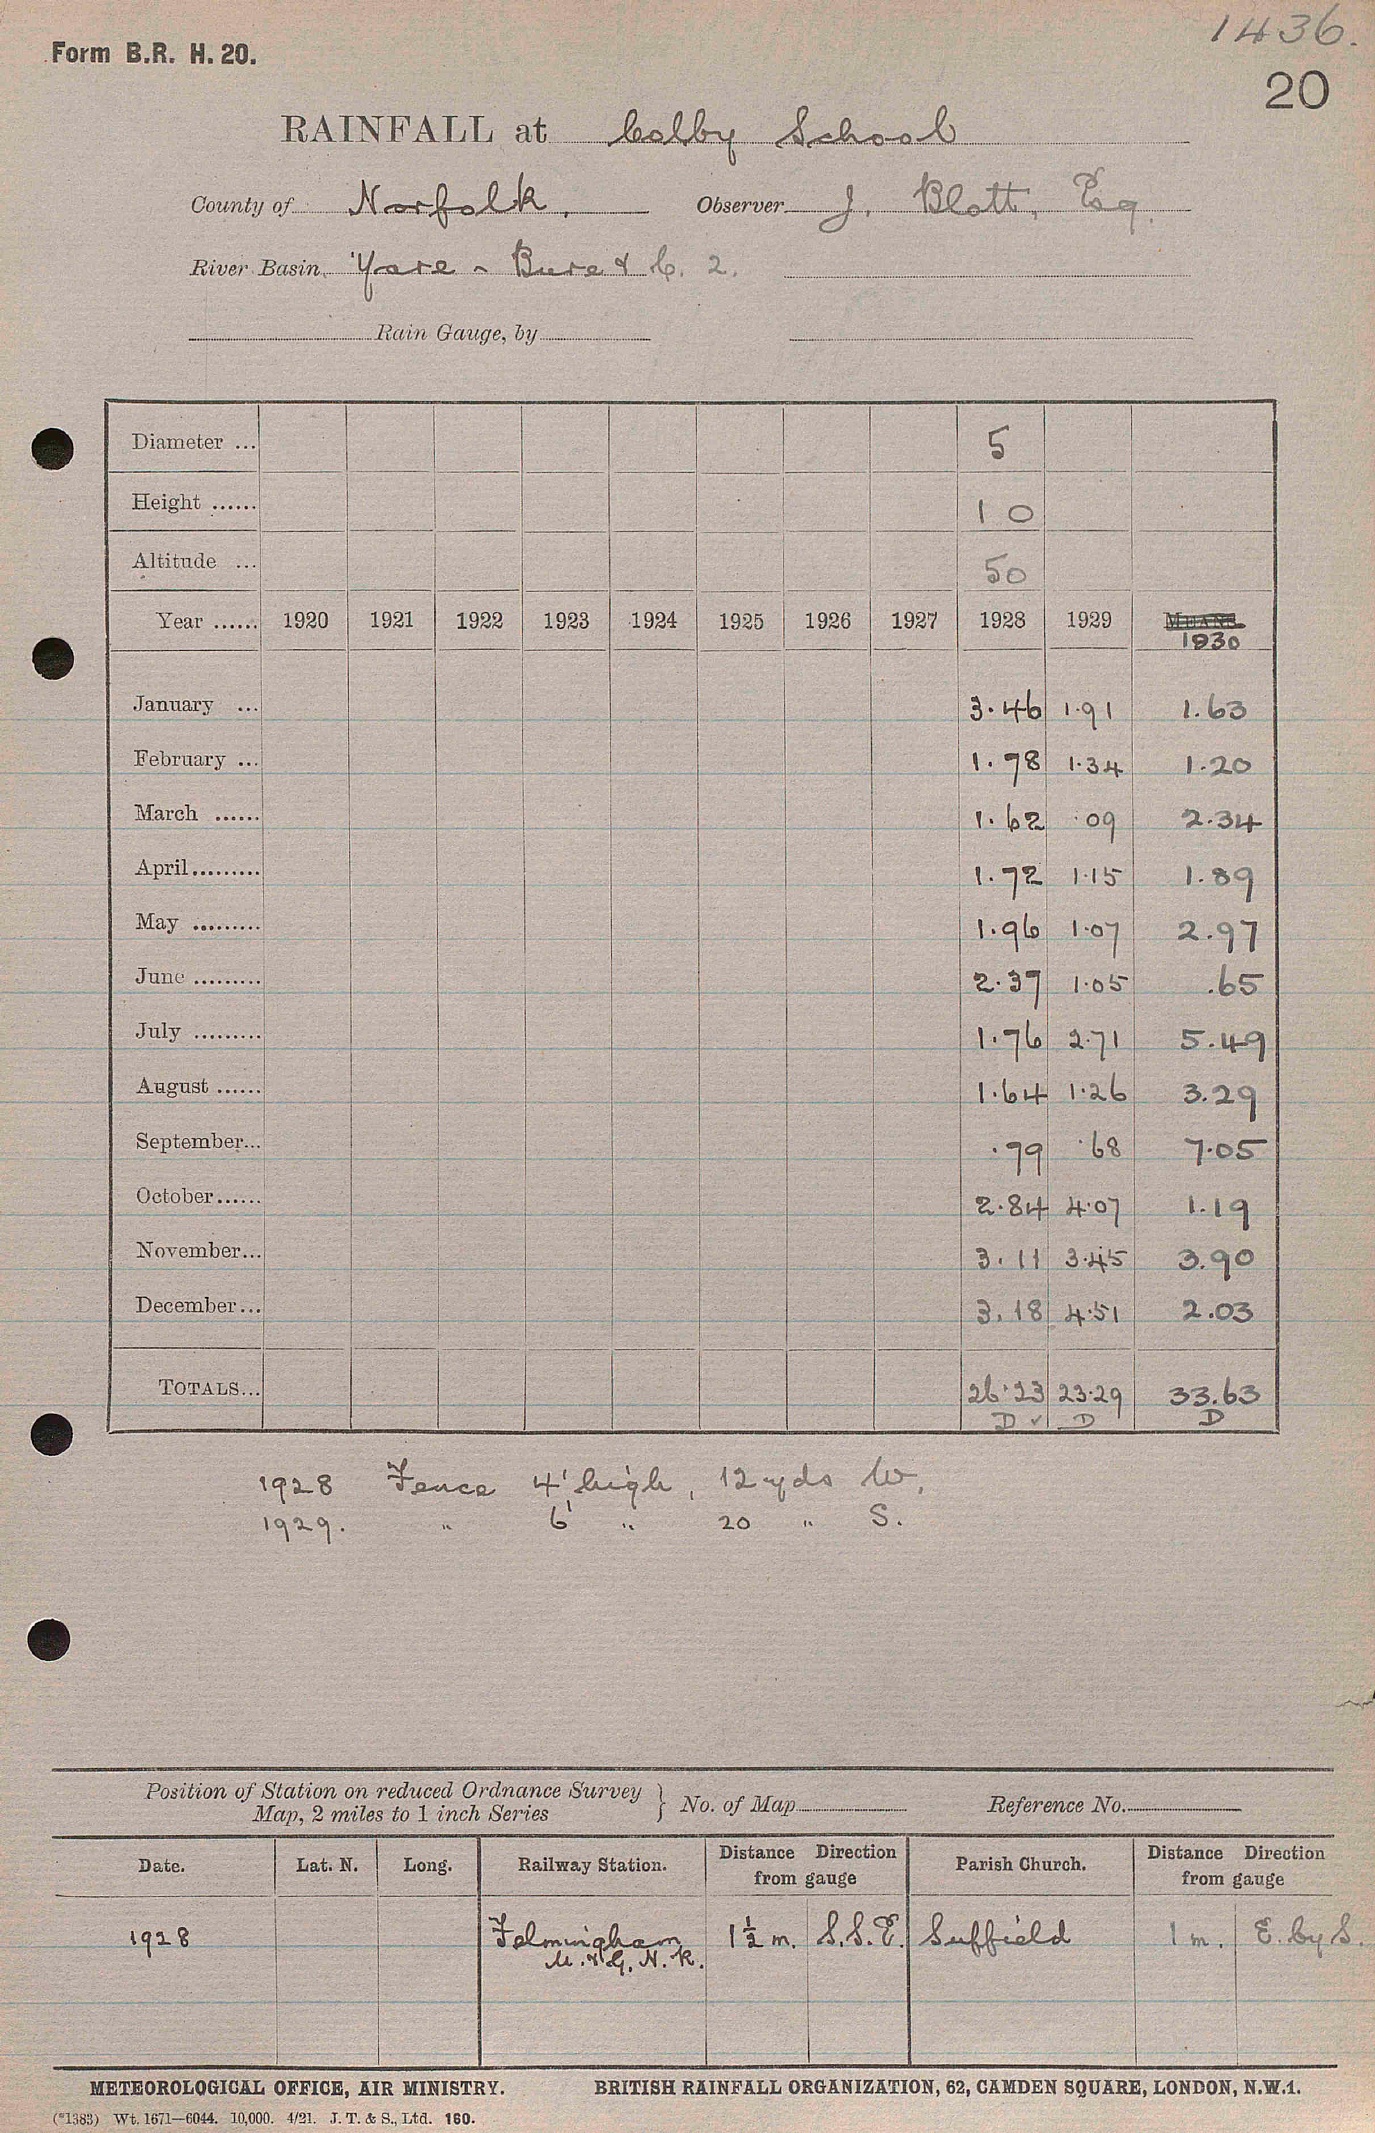 1436.
Form B.R. H. 20.
20
RAINFALL at Colby School
County of Norfolk. Observer J. Blott, Esq.
River Basin, Yare - Bure & C. 2.
Rain Gauge, by
Diameter ... 5
Height ...... 10
Altitude ... 50
Year ...... 1920 1921 1922 1923 1924 1925 1926 1927 1928 1929 MEANS.
1930
January ... 3.46 1.91 1.63
February ... 1.78 1.34 1.20
March ...... 1.62 .09 2.34
April......... 1.72 1.15 1.89
May ......... 1.96 1.07 2.97
June ......... 2.37 1.05 .65
July ......... 1.76 2.71 5.49
August ...... 1.64 1.26 3.29
September... .79 .68 7.05
October...... 2.84 4.07 1.19
November... 3.11 3.45 3.90
December... 3.18 4.51 2.03
TOTALS... 26.23 23.29 33.63
D ✓ D D
1928 Fence 4' high, 12 yds W,
1929. " 6' " 20 " S.
Position of Station on reduced Ordnance Survey
Map, 2 miles to 1 inch Series } No. of Map Reference No.
Date. Lat. N. Long. Railway Station. Distance from gauge Direction Parish Church. Distance from gauge Direction
1928 Felmingham 1½ m. S.S.E. Suffield 1 m. E. by S.
M. & G. N. R.
METEOROLOGICAL OFFICE, AIR MINISTRY. BRITISH RAINFALL ORGANIZATION, 62, CAMDEN SQUARE, LONDON, N.W.1.
(*1383) Wt. 1671—6044. 10,000. 4/21. J. T. & S., Ltd. 160.